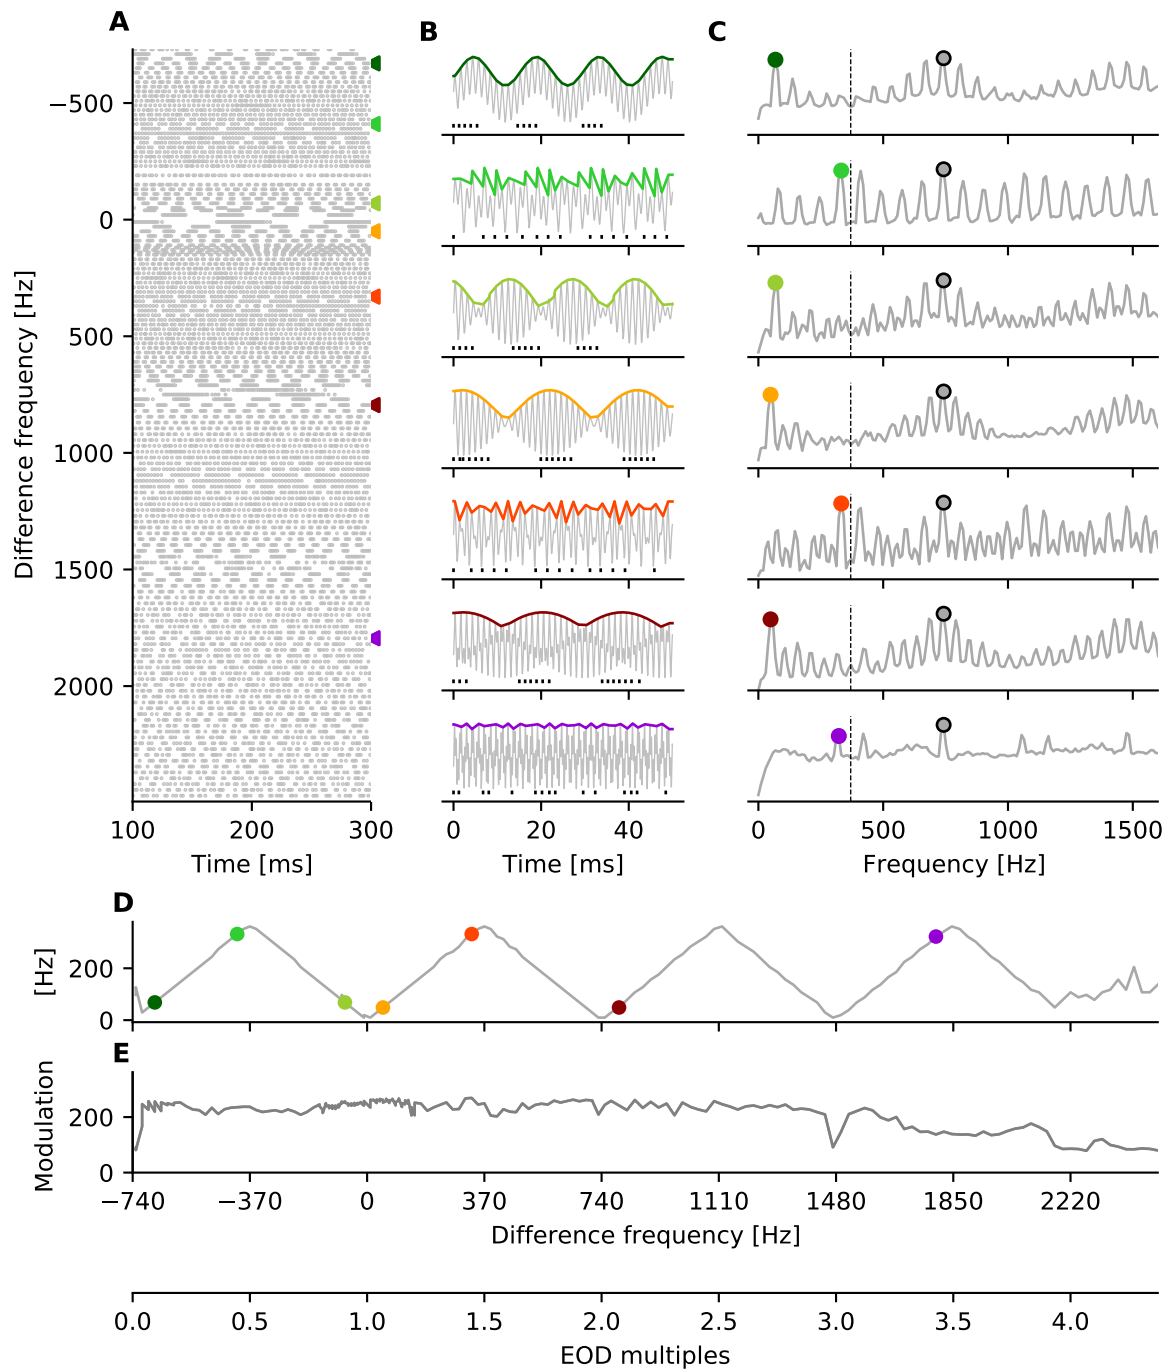 A B C
−500
0
500
1000
1500
2000
Difference frequency [Hz]
100 200 300
Time [ms]
0 20 40
Time [ms]
0 500 1000 1500
Frequency [Hz]
D
200
0
[Hz]
E
200
0
Modulation
−740 −370 0 370 740 1110 1480 1850 2220
Difference frequency [Hz]
0.0 0.5 1.0 1.5 2.0 2.5 3.0 3.5 4.0
EOD multiples